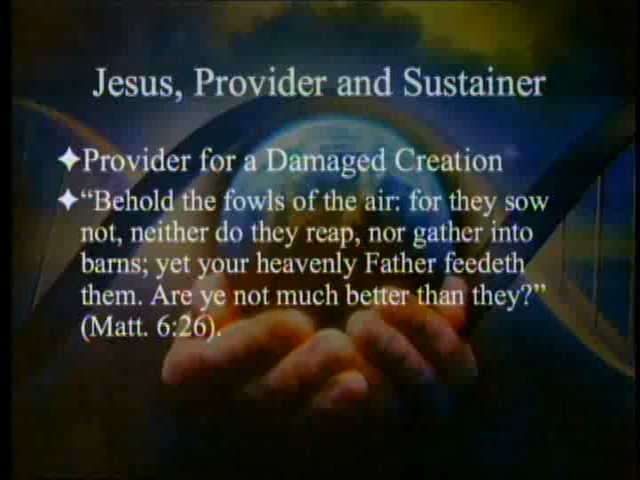 Jesus, Provider and Sustainer
Provider for a Damaged Creation
“Behold the fowls of the air: for they sow
not, neither do they reap, nor gather into
barns; yet your heavenly Father feedeth
them. Are ye not much better than they?”
(Matt. 6:26).